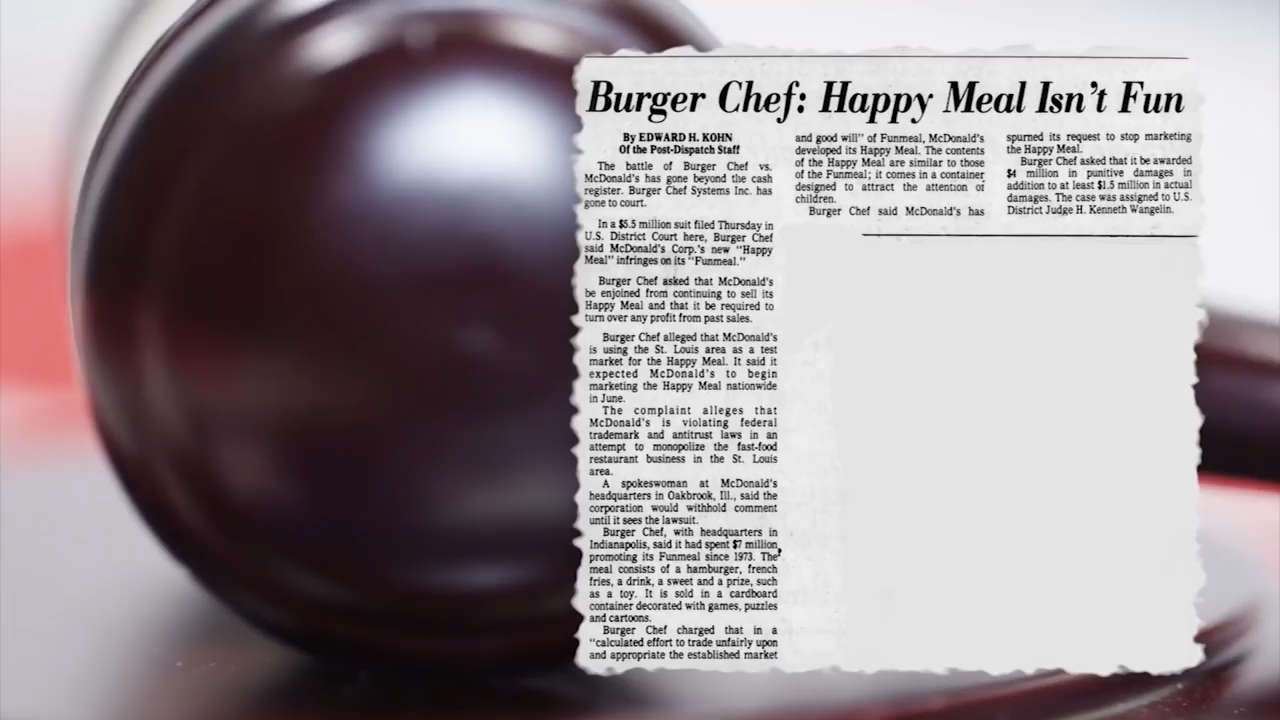 Burger Chef: Happy Meal Isn't Fun
By EDWARD H. KOHN
Of the Post-Dispatch Staff
The battle of Burger Chef vs.
McDonald's has gone beyond the cash
register. Burger Chef Systems Inc. has
gone to court.
In a $5.5 million suit filed Thursday in
U.S. District Court here, Burger Chef
said McDonald's Corp.'s new "Happy
Meal" infringes on its "Funmeal."
Burger Chef asked that McDonald's
be enjoined from continuing to sell its
Happy Meal and that it be required to
turn over any profit from past sales.
Burger Chef alleged that McDonald's
is using the St. Louis area as a test
market for the Happy Meal. It said it
expected McDonald's to begin
marketing the Happy Meal nationwide
in June.
The complaint alleges that
McDonald's is violating federal
trademark and antitrust laws in an
attempt to monopolize the fast-food
restaurant business in the St. Louis
area.
A spokeswoman at McDonald's
headquarters in Oakbrook, Ill., said the
corporation would withhold comment
until it sees the lawsuit.
Burger Chef, with headquarters in
Indianapolis, said it had spent $7 million
promoting its Funmeal since 1973. The
meal consists of a hamburger, french
fries, a drink, a sweet and a prize, such
as a toy. It is sold in a cardboard
container decorated with games, puzzles
and cartoons.
Burger Chef charged that in a
"calculated effort to trade unfairly upon
and appropriate the established market
and good will" of Funmeal, McDonald's
developed its Happy Meal. The contents
of the Happy Meal are similar to those
of the Funmeal; it comes in a container
designed to attract the attention of
children.
Burger Chef said McDonald's has
spurned its request to stop marketing
the Happy Meal.
Burger Chef asked that it be awarded
$4 million in punitive damages in
addition to at least $1.5 million in actual
damages. The case was assigned to U.S.
District Judge H. Kenneth Wangelin.